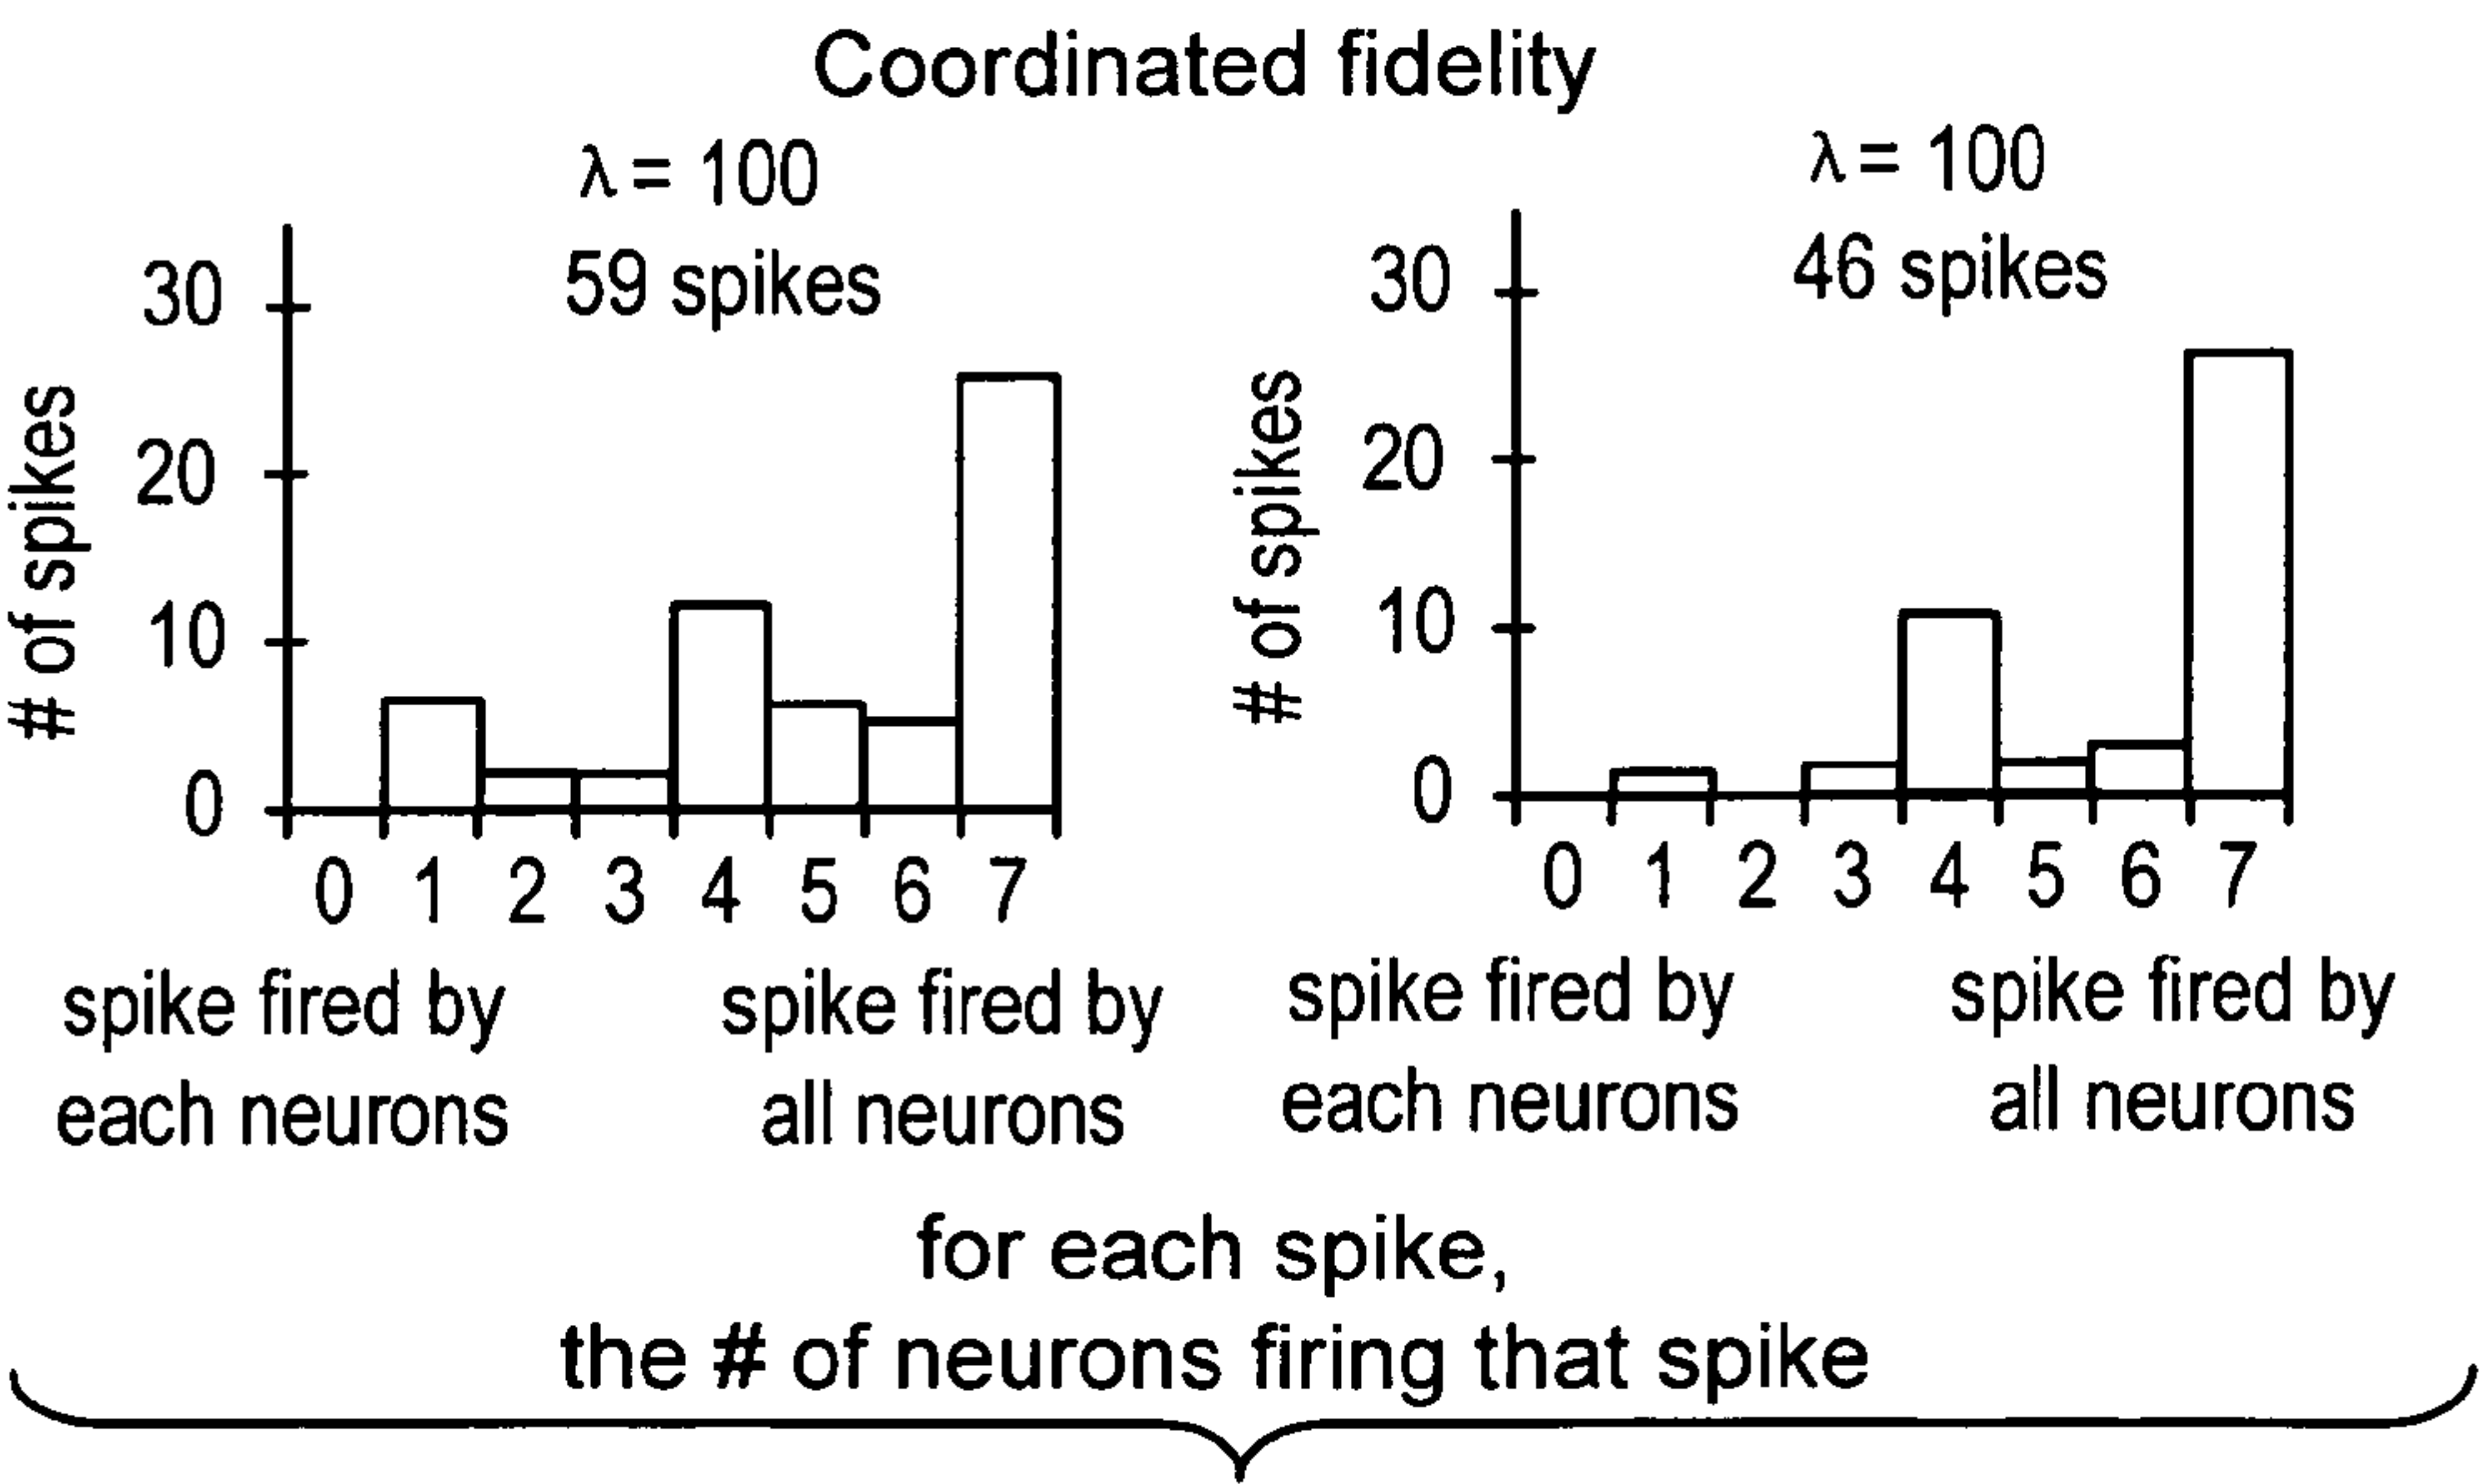 Coordinated fidelity
λ = 100
59 spikes
# of spikes
30
20
10
0
0 1 2 3 4 5 6 7
spike fired by
each neurons
spike fired by
all neurons
λ = 100
46 spikes
# of spikes
30
20
10
0
0 1 2 3 4 5 6 7
spike fired by
each neurons
spike fired by
all neurons
for each spike,
the # of neurons firing that spike